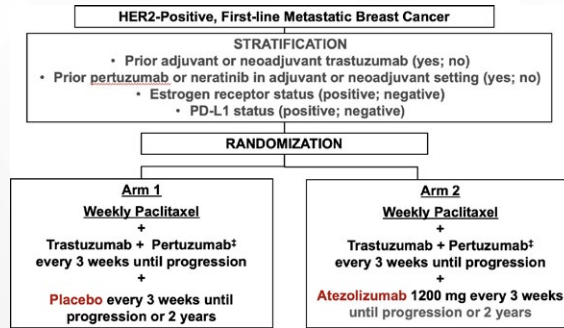 HER2-Positive, First-line Metastatic Breast Cancer
STRATIFICATION
• Prior adjuvant or neoadjuvant trastuzumab (yes; no)
• Prior pertuzumab or neratinib in adjuvant or neoadjuvant setting (yes; no)
• Estrogen receptor status (positive; negative)
• PD-L1 status (positive; negative)
RANDOMIZATION
Arm 1
Weekly Paclitaxel
+
Trastuzumab + Pertuzumab‡
every 3 weeks until progression
+
Placebo every 3 weeks until
progression or 2 years
Arm 2
Weekly Paclitaxel
+
Trastuzumab + Pertuzumab‡
every 3 weeks until progression
+
Atezolizumab 1200 mg every 3 weeks
until progression or 2 years